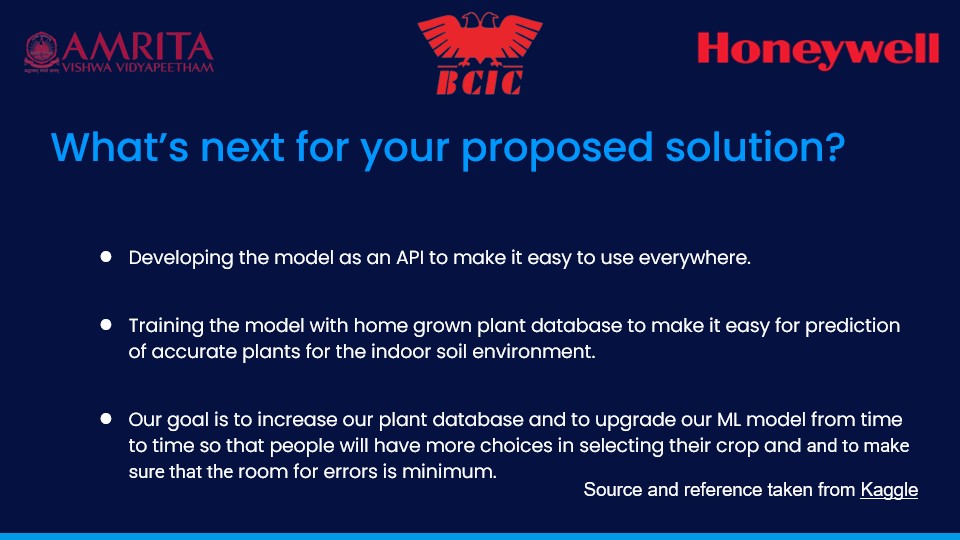 AMRITA
VISHWA VIDYAPEETHAM
BCIC
Honeywell
What's next for your proposed solution?
● Developing the model as an API to make it easy to use everywhere.
● Training the model with home grown plant database to make it easy for prediction
of accurate plants for the indoor soil environment.
● Our goal is to increase our plant database and to upgrade our ML model from time
to time so that people will have more choices in selecting their crop and and to make
sure that the room for errors is minimum.
Source and reference taken from Kaggle